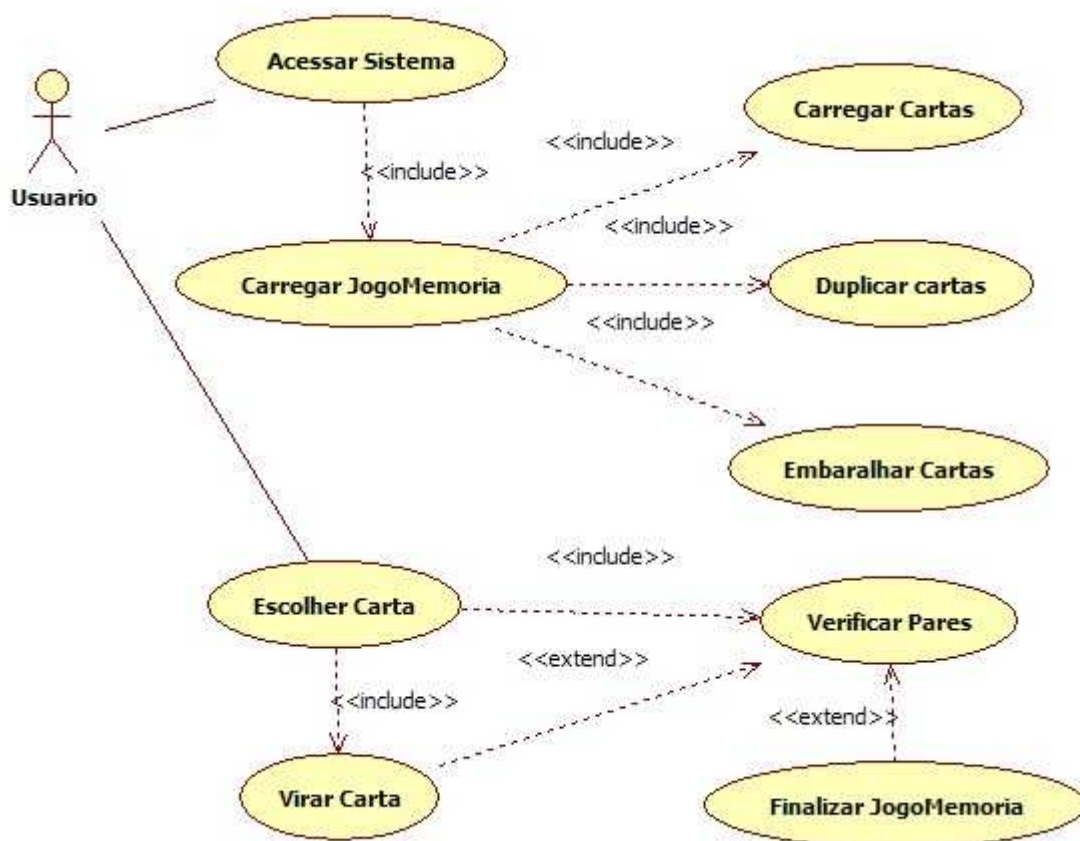 Acessar Sistema
Carregar Cartas
<<include>>
<<include>>
Usuario
<<include>>
Carregar JogoMemoria
Duplicar cartas
<<include>>
Embaralhar Cartas
<<include>>
Escolher Carta
Verificar Pares
<<extend>>
<<include>>
<<extend>>
Virar Carta
Finalizar JogoMemoria